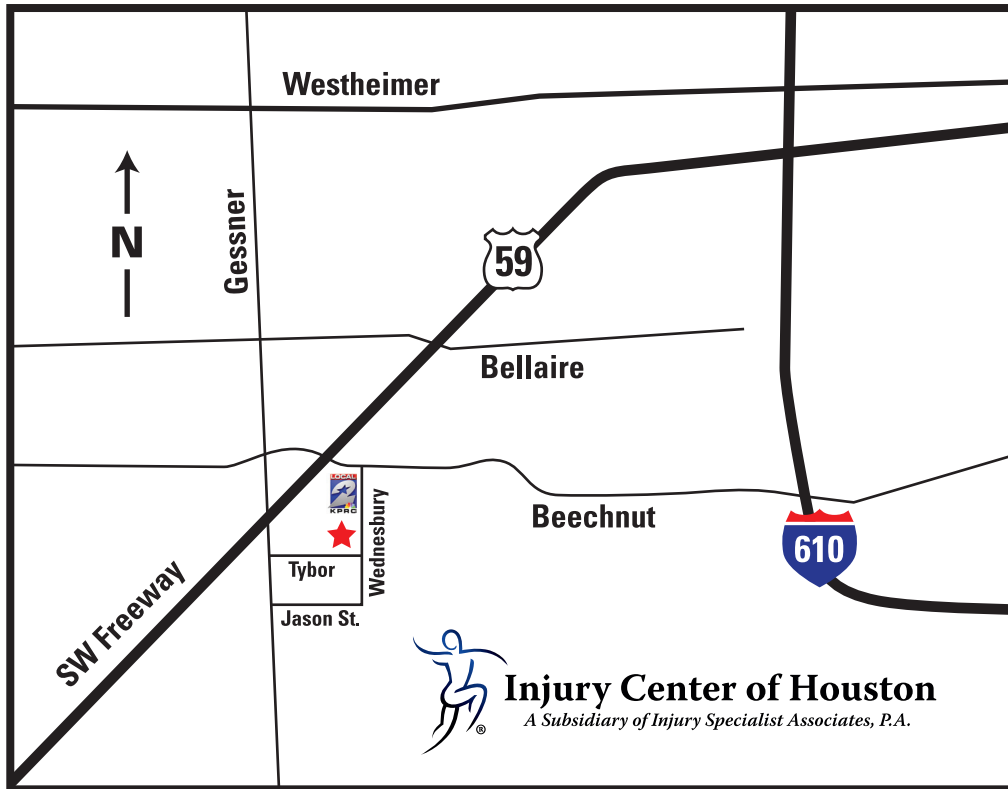 Westheimer
Gessner
N
59
Bellaire
LOCAL
2
KPRC
Wednesbury
Beechnut
610
Tybor
Jason St.
SW Freeway
Injury Center of Houston
A Subsidiary of Injury Specialist Associates, P.A.
®